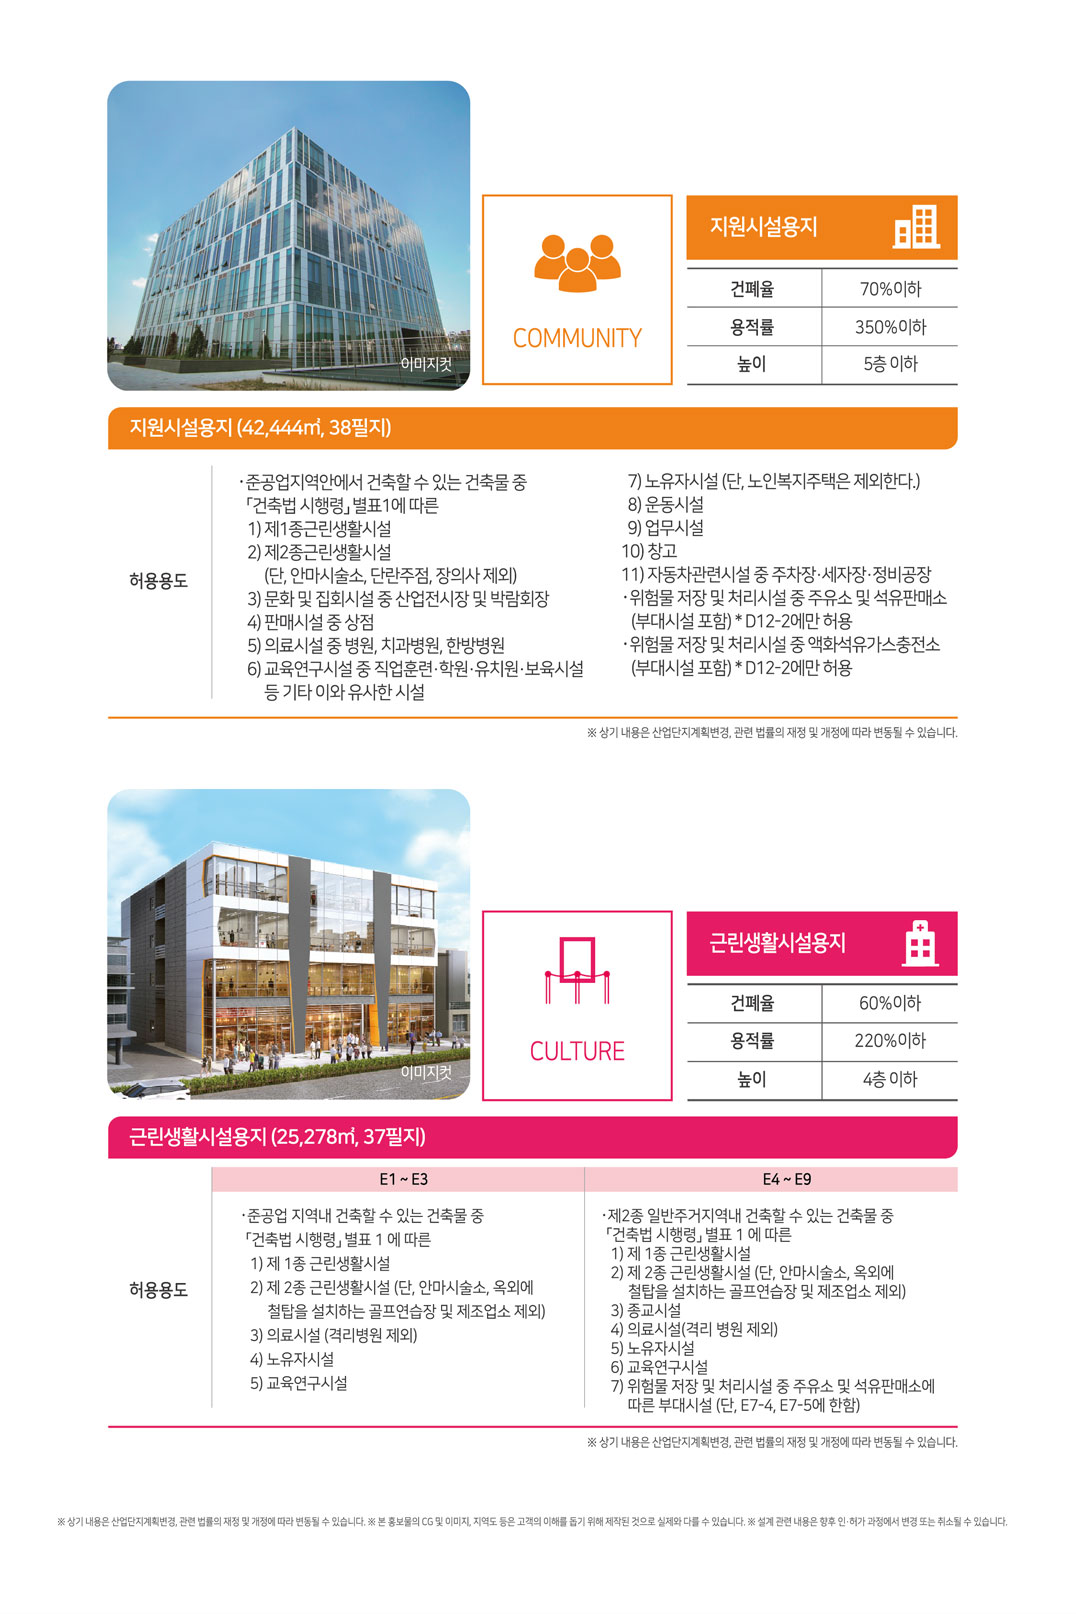 이미지컷
COMMUNITY
지원시설용지
건폐율 70%이하
용적률 350%이하
높이 5층 이하
지원시설용지 (42,444㎡, 38필지)
허용용도
·준공업지역안에서 건축할 수 있는 건축물 중
「건축법 시행령」 별표1에 따른
1) 제1종근린생활시설
2) 제2종근린생활시설
(단, 안마시술소, 단란주점, 장의사 제외)
3) 문화 및 집회시설 중 산업전시장 및 박람회장
4) 판매시설 중 상점
5) 의료시설 중 병원, 치과병원, 한방병원
6) 교육연구시설 중 직업훈련·학원·유치원·보육시설
등 기타 이와 유사한 시설
7) 노유자시설 (단, 노인복지주택은 제외한다.)
8) 운동시설
9) 업무시설
10) 창고
11) 자동차관련시설 중 주차장·세차장·정비공장
·위험물 저장 및 처리시설 중 주유소 및 석유판매소
(부대시설 포함) * D12-2에만 허용
·위험물 저장 및 처리시설 중 액화석유가스충전소
(부대시설 포함) * D12-2에만 허용
※ 상기 내용은 산업단지계획변경, 관련 법률의 재정 및 개정에 따라 변동될 수 있습니다.
이미지컷
CULTURE
근린생활시설용지
건폐율 60%이하
용적률 220%이하
높이 4층 이하
근린생활시설용지 (25,278㎡, 37필지)
허용용도
E1 ~ E3
·준공업 지역내 건축할 수 있는 건축물 중
「건축법 시행령」 별표 1 에 따른
1) 제 1종 근린생활시설
2) 제 2종 근린생활시설 (단, 안마시술소, 옥외에
철탑을 설치하는 골프연습장 및 제조업소 제외)
3) 의료시설 (격리병원 제외)
4) 노유자시설
5) 교육연구시설
E4 ~ E9
·제2종 일반주거지역내 건축할 수 있는 건축물 중
「건축법 시행령」 별표 1 에 따른
1) 제 1종 근린생활시설
2) 제 2종 근린생활시설 (단, 안마시술소, 옥외에
철탑을 설치하는 골프연습장 및 제조업소 제외)
3) 종교시설
4) 의료시설(격리 병원 제외)
5) 노유자시설
6) 교육연구시설
7) 위험물 저장 및 처리시설 중 주유소 및 석유판매소에
따른 부대시설 (단, E7-4, E7-5에 한함)
※ 상기 내용은 산업단지계획변경, 관련 법률의 재정 및 개정에 따라 변동될 수 있습니다.
※ 상기 내용은 산업단지계획변경, 관련 법률의 재정 및 개정에 따라 변동될 수 있습니다. ※ 본 홍보물의 CG 및 이미지, 지역도 등은 고객의 이해를 돕기 위해 제작된 것으로 실제와 다를 수 있습니다. ※ 설계 관련 내용은 향후 인·허가 과정에서 변경 또는 취소될 수 있습니다.